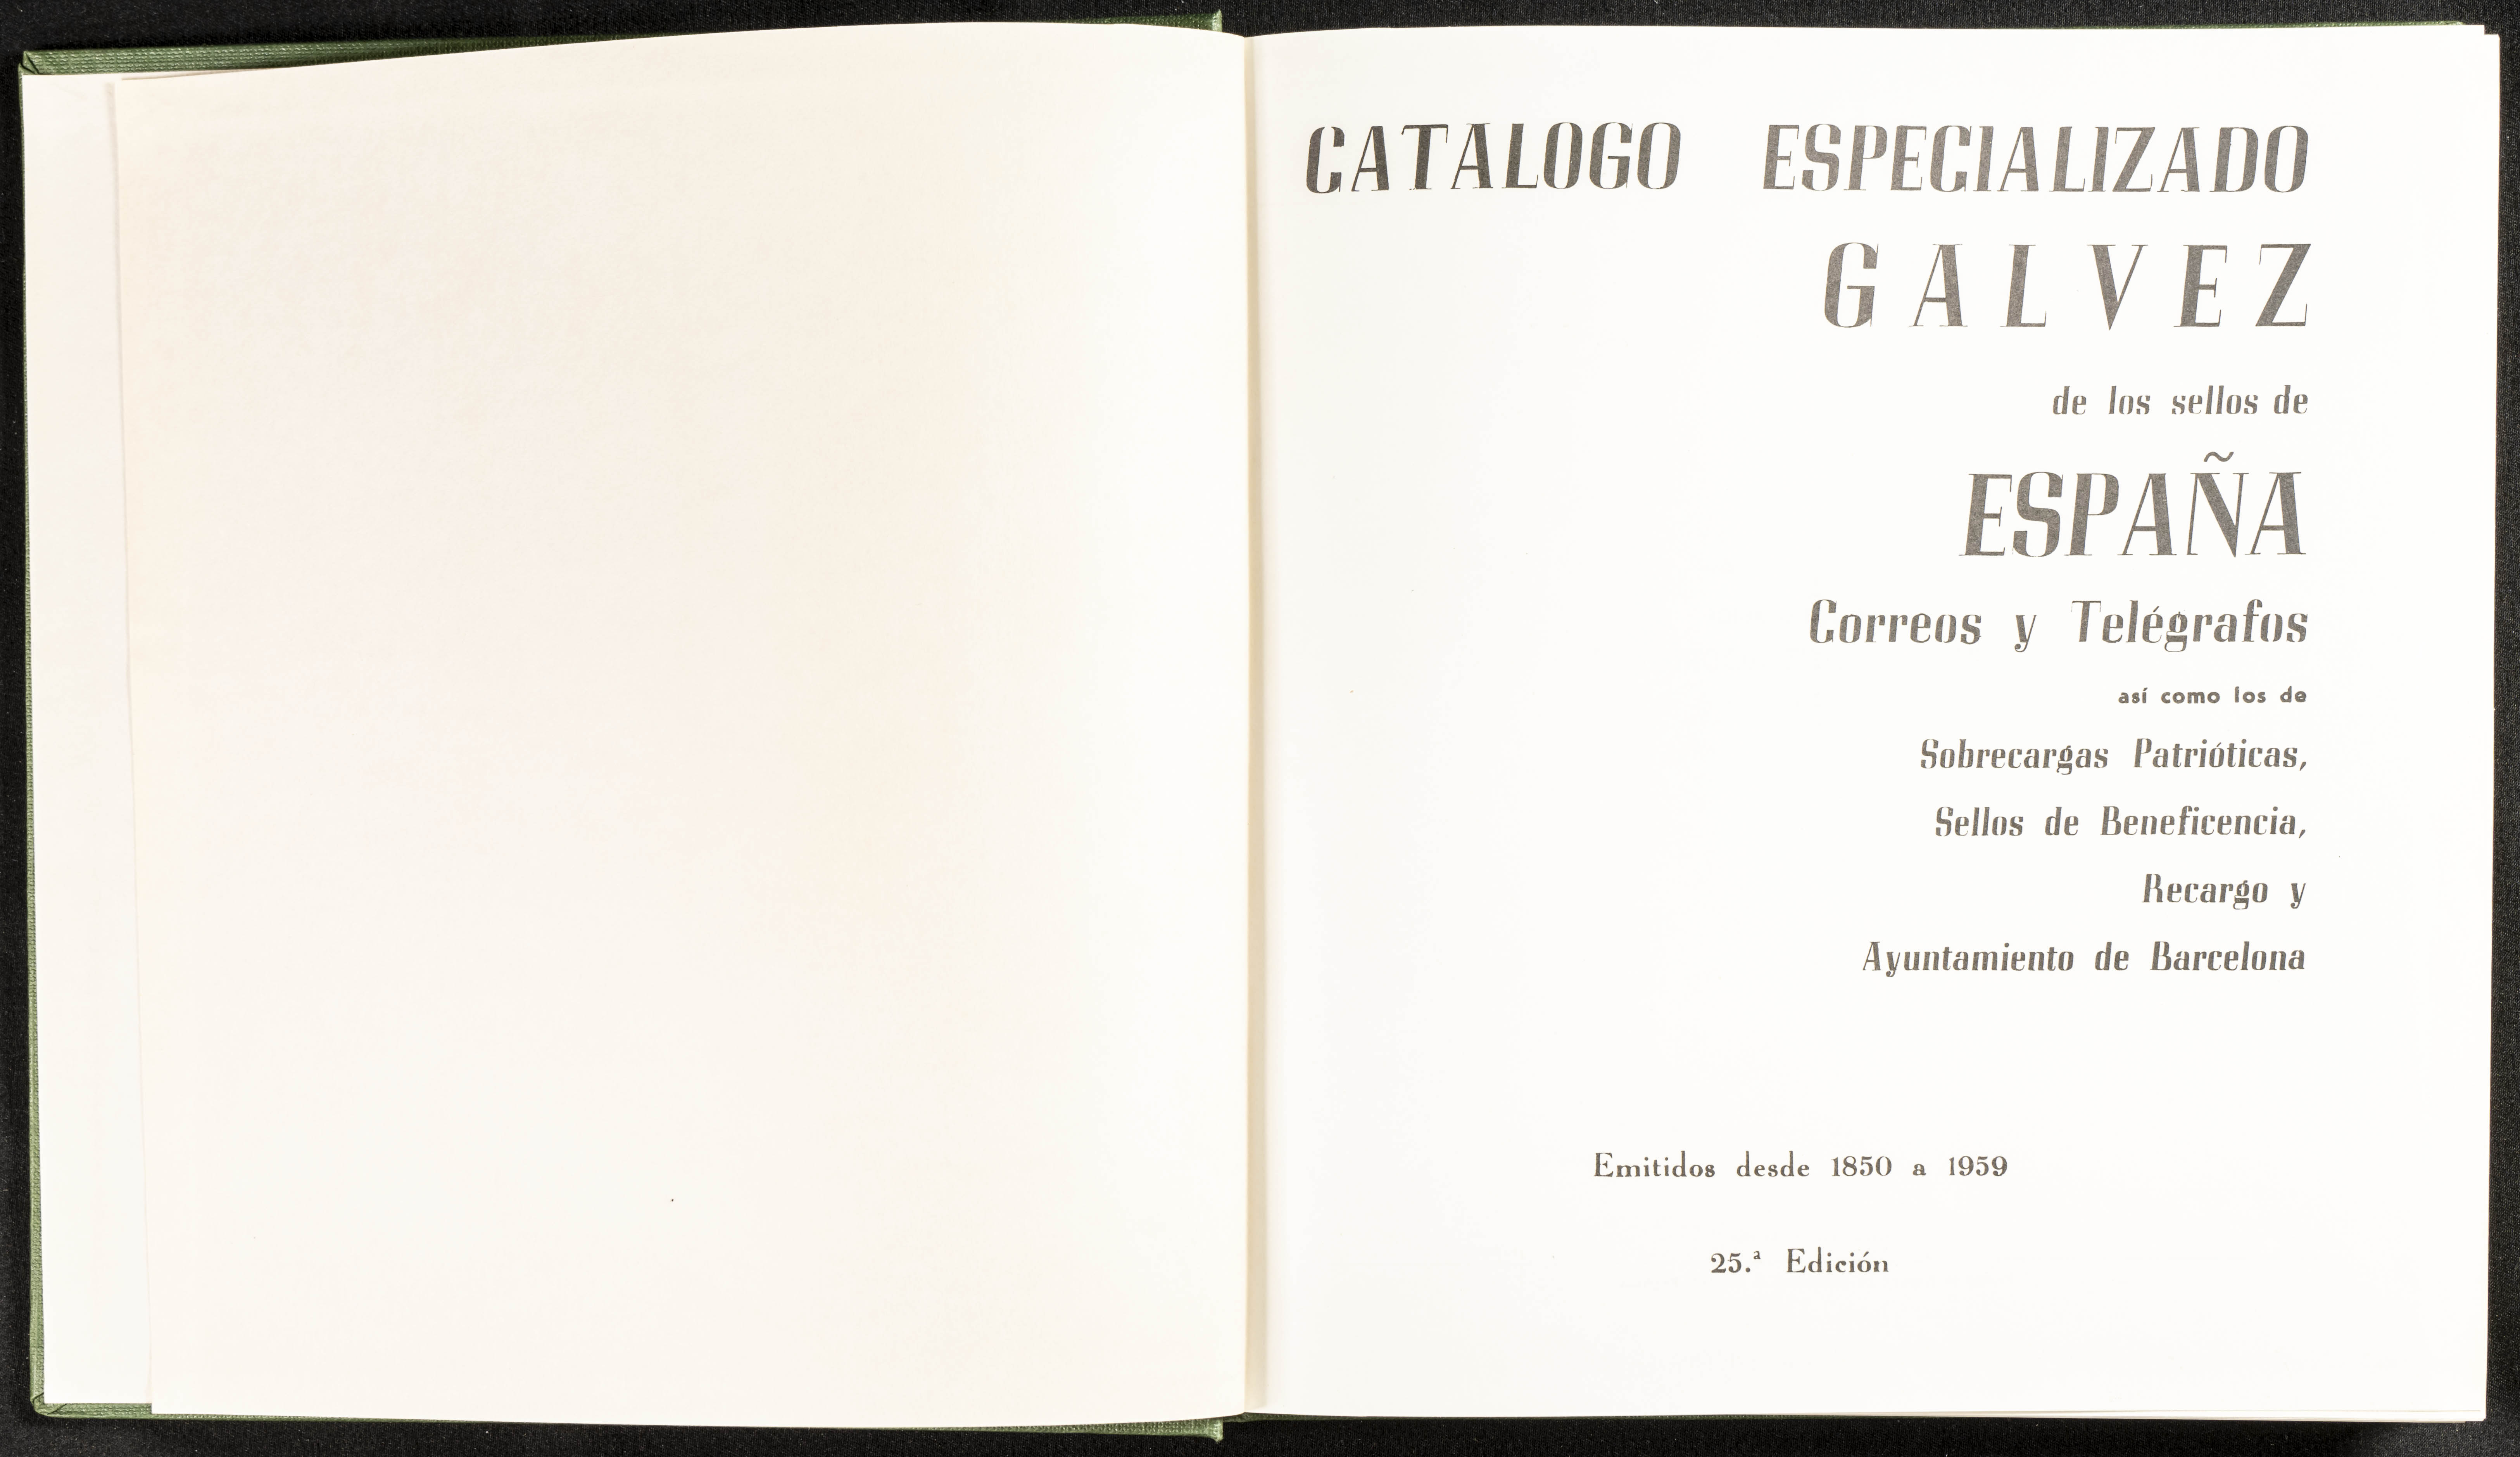 CATALOGO ESPECIALIZADO
GALVEZ
de los sellos de
ESPAÑA
Correos y Telégrafos
así como los de
Sobrecargas Patrióticas,
Sellos de Beneficencia,
Recargo y
Ayuntamiento de Barcelona
Emitidos desde 1850 a 1959
25.ª Edición